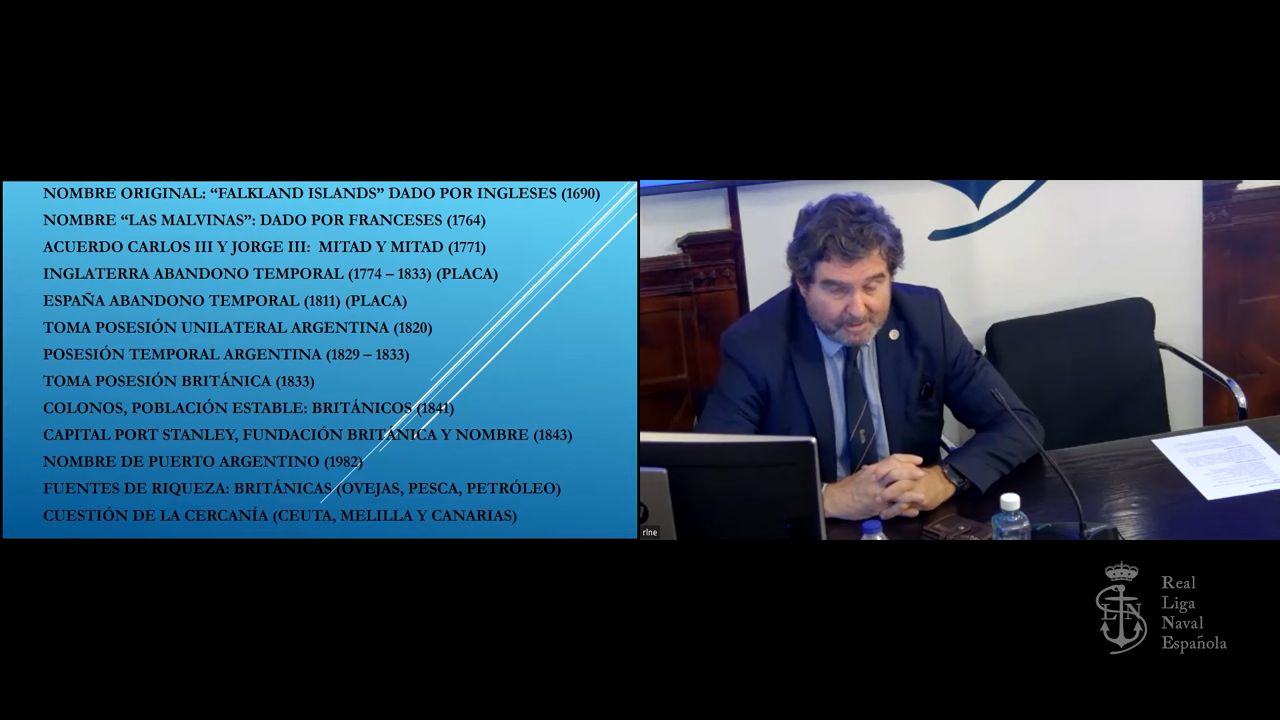 NOMBRE ORIGINAL: “FALKLAND ISLANDS” DADO POR INGLESES (1690)
NOMBRE “LAS MALVINAS”: DADO POR FRANCESES (1764)
ACUERDO CARLOS III Y JORGE III: MITAD Y MITAD (1771)
INGLATERRA ABANDONO TEMPORAL (1774 – 1833) (PLACA)
ESPAÑA ABANDONO TEMPORAL (1811) (PLACA)
TOMA POSESIÓN UNILATERAL ARGENTINA (1820)
POSESIÓN TEMPORAL ARGENTINA (1829 – 1833)
TOMA POSESIÓN BRITÁNICA (1833)
COLONOS, POBLACIÓN ESTABLE: BRITÁNICOS (1841)
CAPITAL PORT STANLEY, FUNDACIÓN BRITÁNICA Y NOMBRE (1843)
NOMBRE DE PUERTO ARGENTINO (1982)
FUENTES DE RIQUEZA: BRITÁNICAS (OVEJAS, PESCA, PETRÓLEO)
CUESTIÓN DE LA CERCANÍA (CEUTA, MELILLA Y CANARIAS)
rlne
LN
Real
Liga
Naval
Española